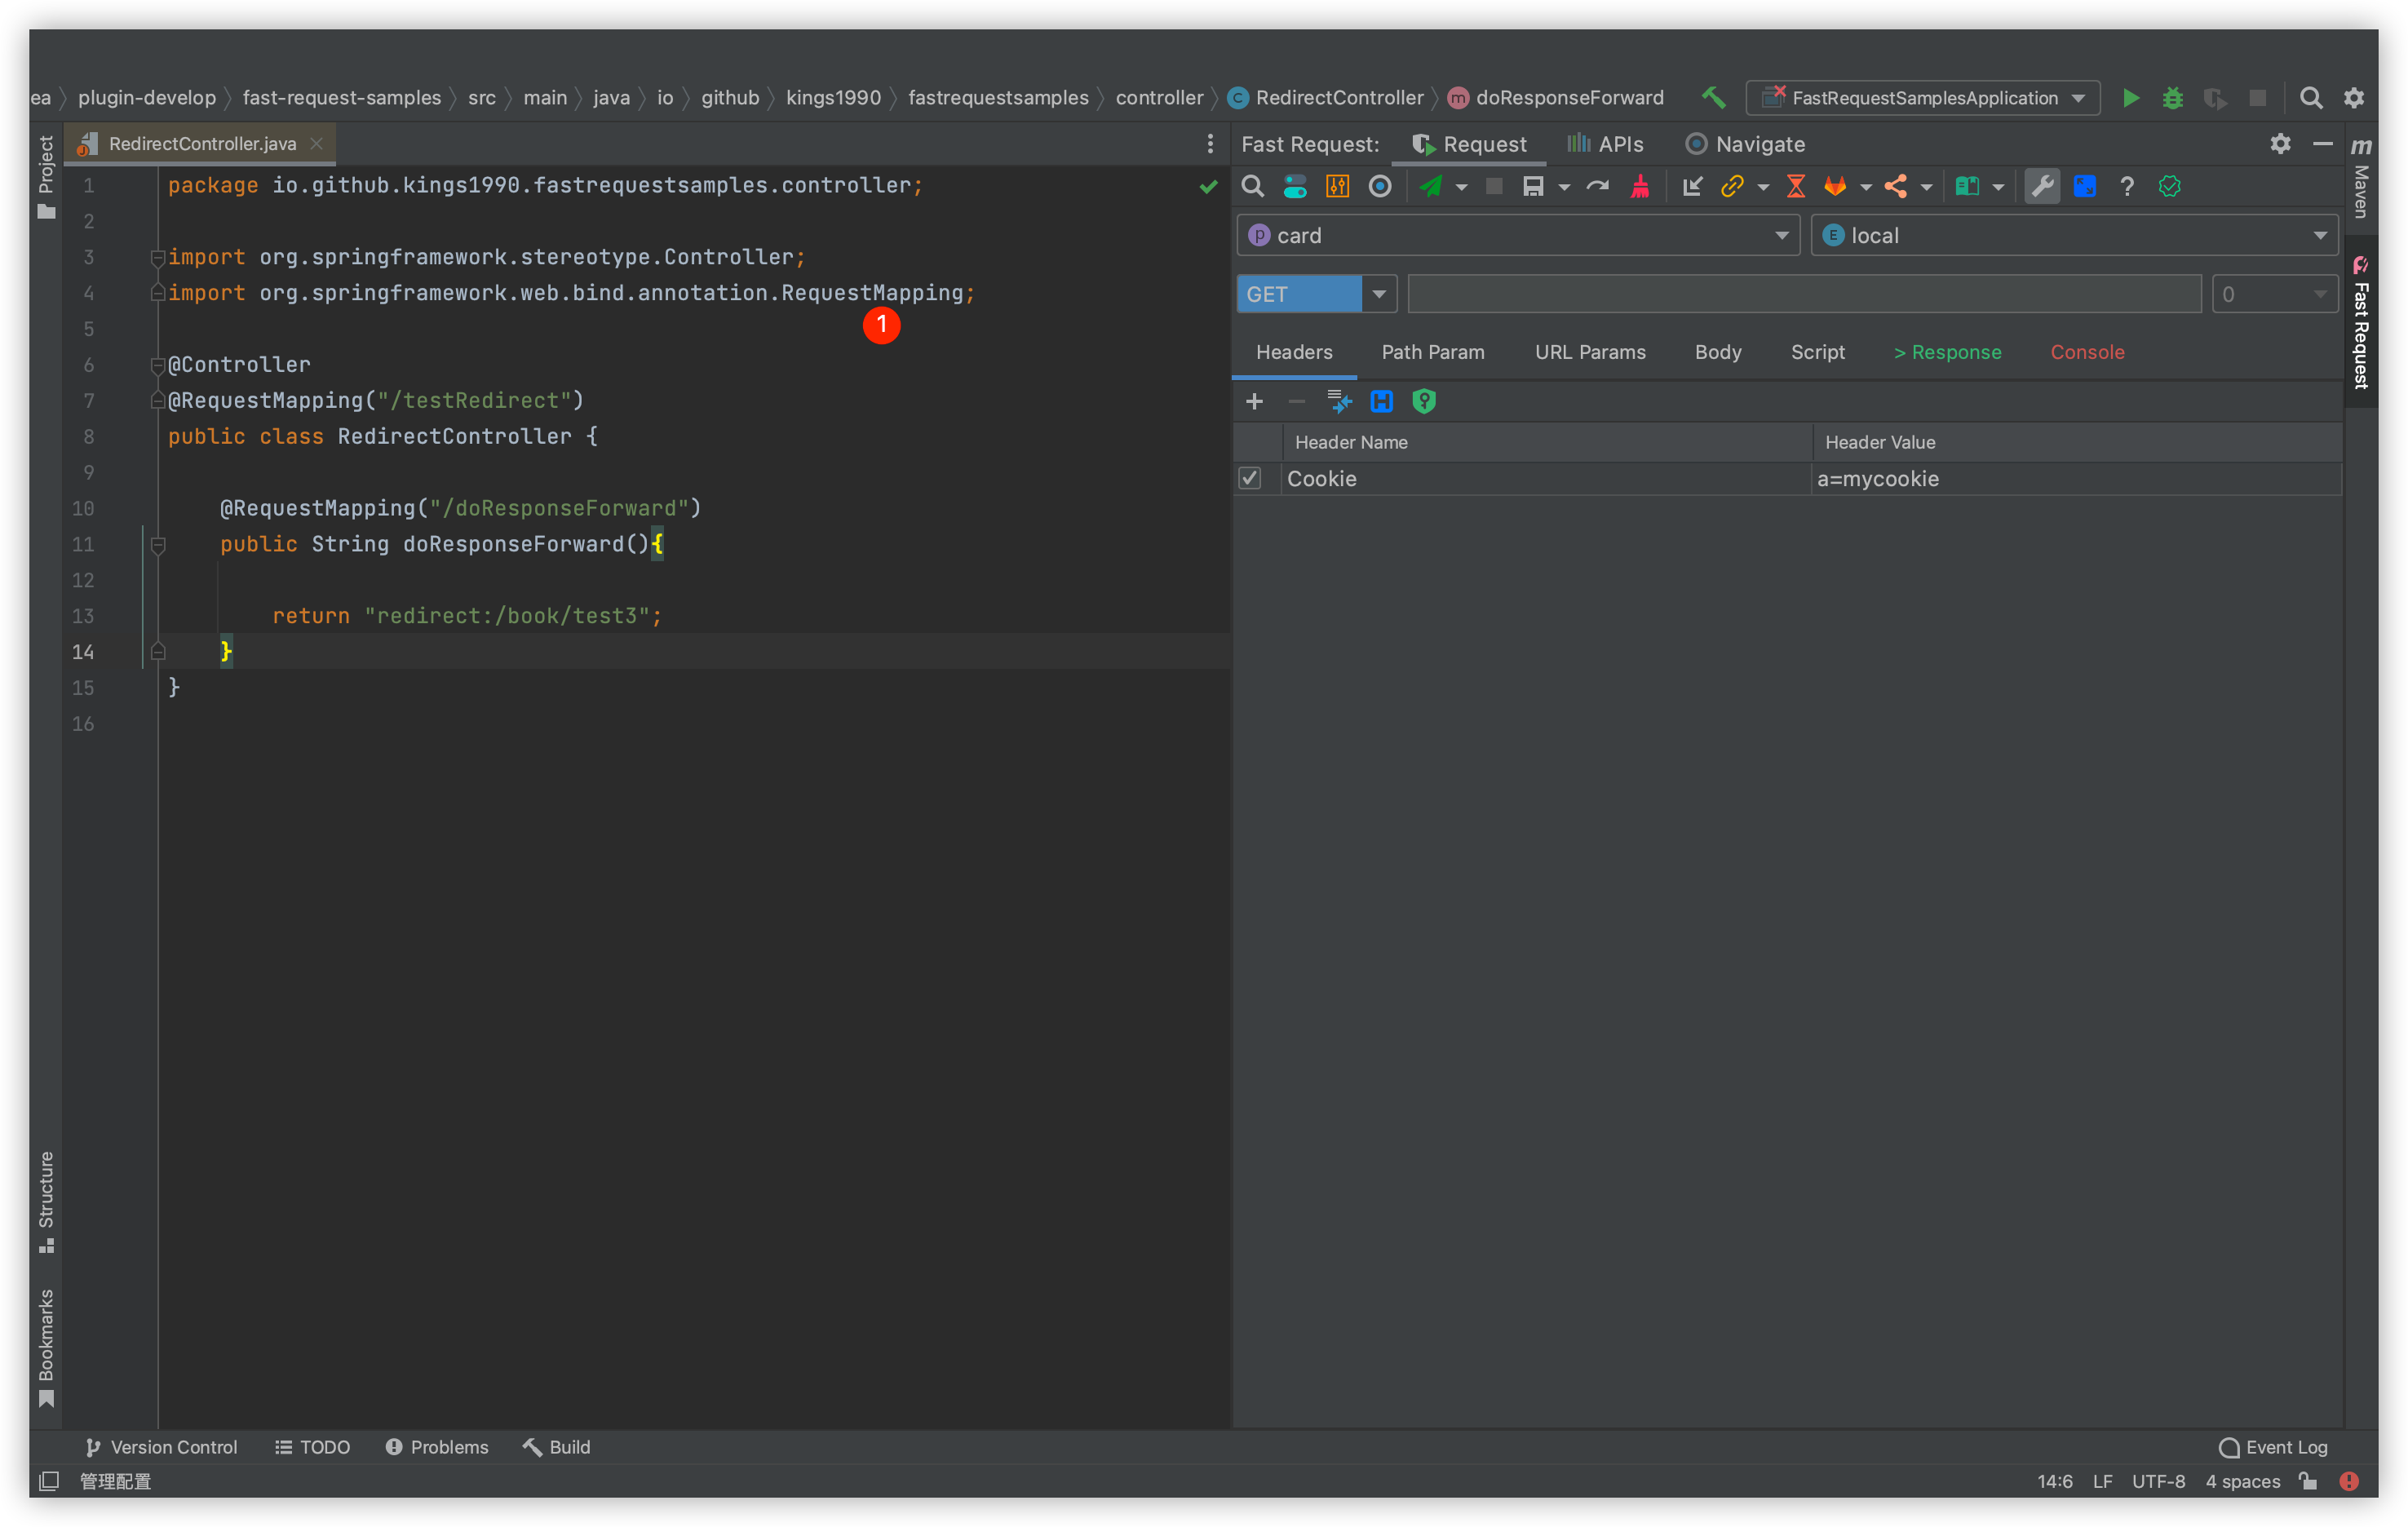 ea plugin-develop fast-request-samples src main java io github kings1990 fastrequestsamples controller C RedirectController m doResponseForward FastRequestSamplesApplication
Project
RedirectController.java
1 package io.github.kings1990.fastrequestsamples.controller;
2
3 import org.springframework.stereotype.Controller;
4 import org.springframework.web.bind.annotation.RequestMapping;
1
5
6 @Controller
7 @RequestMapping("/testRedirect")
8 public class RedirectController {
9
10 @RequestMapping("/doResponseForward")
11 public String doResponseForward(){
12
13 return "redirect:/book/test3";
14 }
15 }
16
Structure
Bookmarks
Fast Request: Request APIs Navigate
p card E local
GET 0
Headers Path Param URL Params Body Script > Response Console
Header Name Header Value
Cookie a=mycookie
m Maven
Fast Request
Version Control TODO Problems Build Event Log
管理配置 14:6 LF UTF-8 4 spaces